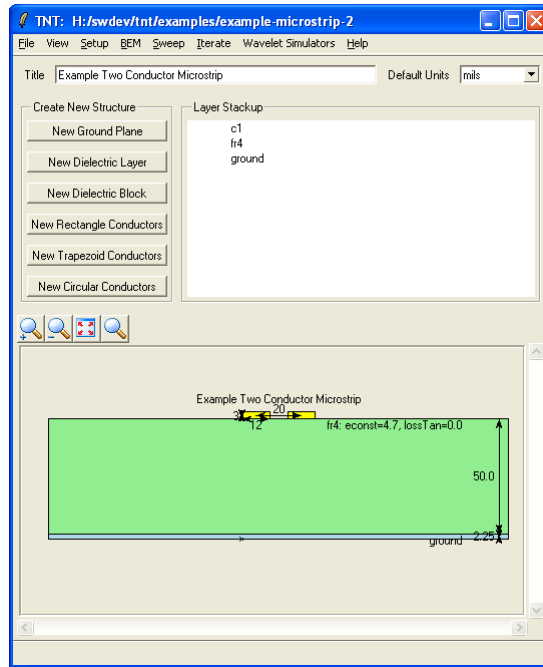 TNT: H:/swdev/tnt/examples/example-microstrip-2
File View Setup BEM Sweep Iterate Wavelet Simulators Help
Title Example Two Conductor Microstrip Default Units mils
Create New Structure
Layer Stackup
New Ground Plane
New Dielectric Layer
New Dielectric Block
New Rectangle Conductors
New Trapezoid Conductors
New Circular Conductors
c1
fr4
ground
Example Two Conductor Microstrip
20
3
12
fr4: econst=4.7, lossTan=0.0
50.0
2.25
ground